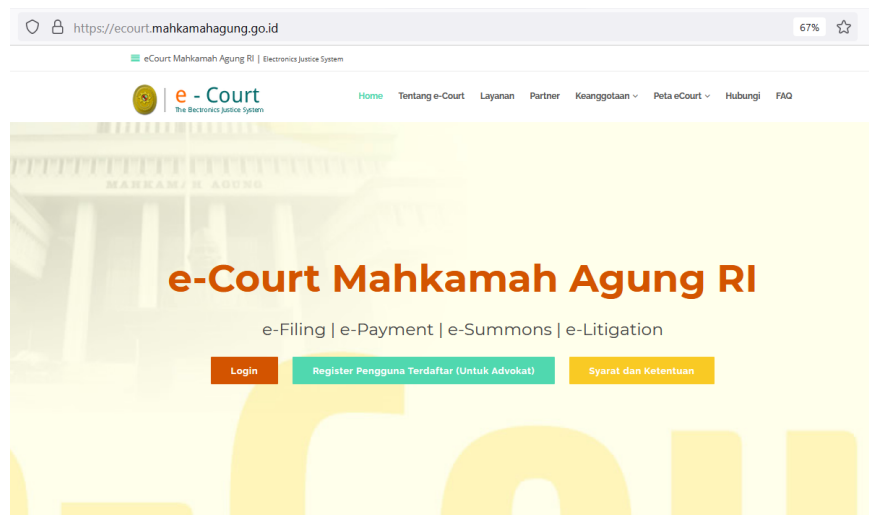 https://ecourt.mahkamahagung.go.id
67%
eCourt Mahkamah Agung RI | Electronics Justice System
e - Court
The Electronics Justice System
Home Tentang e-Court Layanan Partner Keanggotaan Peta eCourt Hubungi FAQ
MAHKAMAH AGUNG
e-Court Mahkamah Agung RI
e-Filing | e-Payment | e-Summons | e-Litigation
Login Register Pengguna Terdaftar (Untuk Advokat) Syarat dan Ketentuan
e-Cou